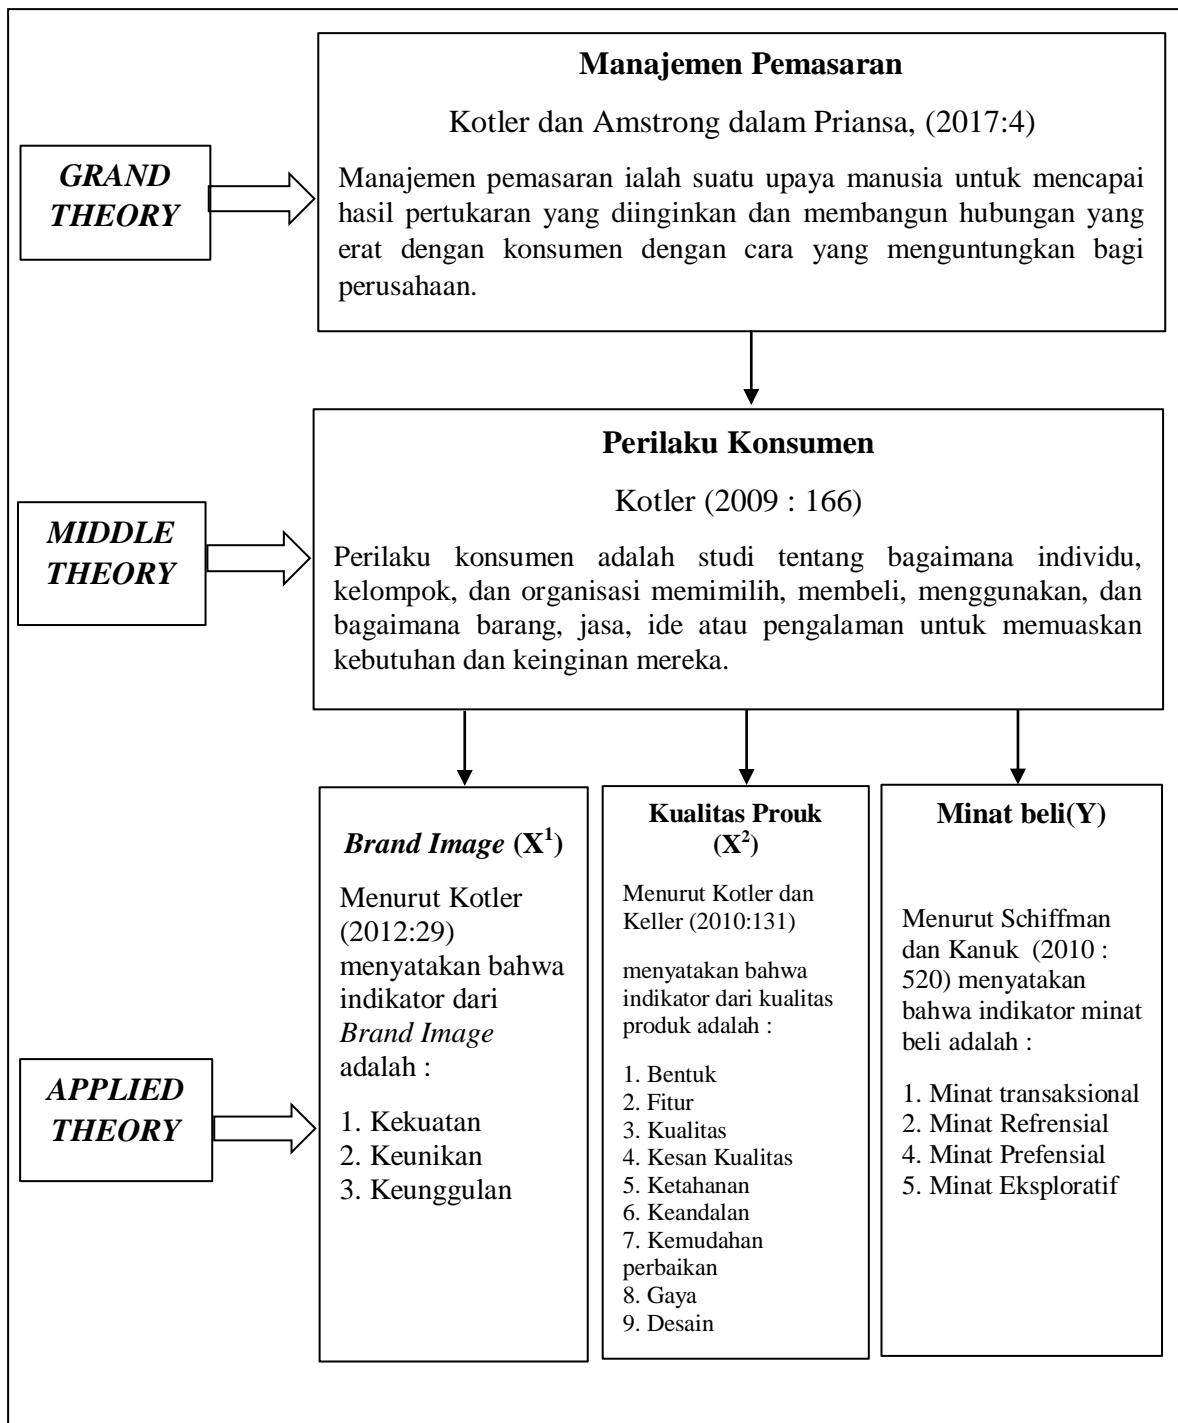 Manajemen Pemasaran
Kotler dan Amstrong dalam Priansa, (2017:4)
GRAND
THEORY
Manajemen pemasaran ialah suatu upaya manusia untuk mencapai
hasil pertukaran yang diinginkan dan membangun hubungan yang
erat dengan konsumen dengan cara yang menguntungkan bagi
perusahaan.
Perilaku Konsumen
Kotler (2009 : 166)
MIDDLE
THEORY
Perilaku konsumen adalah studi tentang bagaimana individu,
kelompok, dan organisasi memimilih, membeli, menggunakan, dan
bagaimana barang, jasa, ide atau pengalaman untuk memuaskan
kebutuhan dan keinginan mereka.
APPLIED
THEORY
Brand Image (X¹)
Menurut Kotler
(2012:29)
menyatakan bahwa
indikator dari
Brand Image
adalah :
1. Kekuatan
2. Keunikan
3. Keunggulan
Kualitas Prouk
(X²)
Menurut Kotler dan
Keller (2010:131)
menyatakan bahwa
indikator dari kualitas
produk adalah :
1. Bentuk
2. Fitur
3. Kualitas
4. Kesan Kualitas
5. Ketahanan
6. Keandalan
7. Kemudahan
perbaikan
8. Gaya
9. Desain
Minat beli(Y)
Menurut Schiffman
dan Kanuk (2010 :
520) menyatakan
bahwa indikator minat
beli adalah :
1. Minat transaksional
2. Minat Refrensial
4. Minat Prefensial
5. Minat Eksploratif